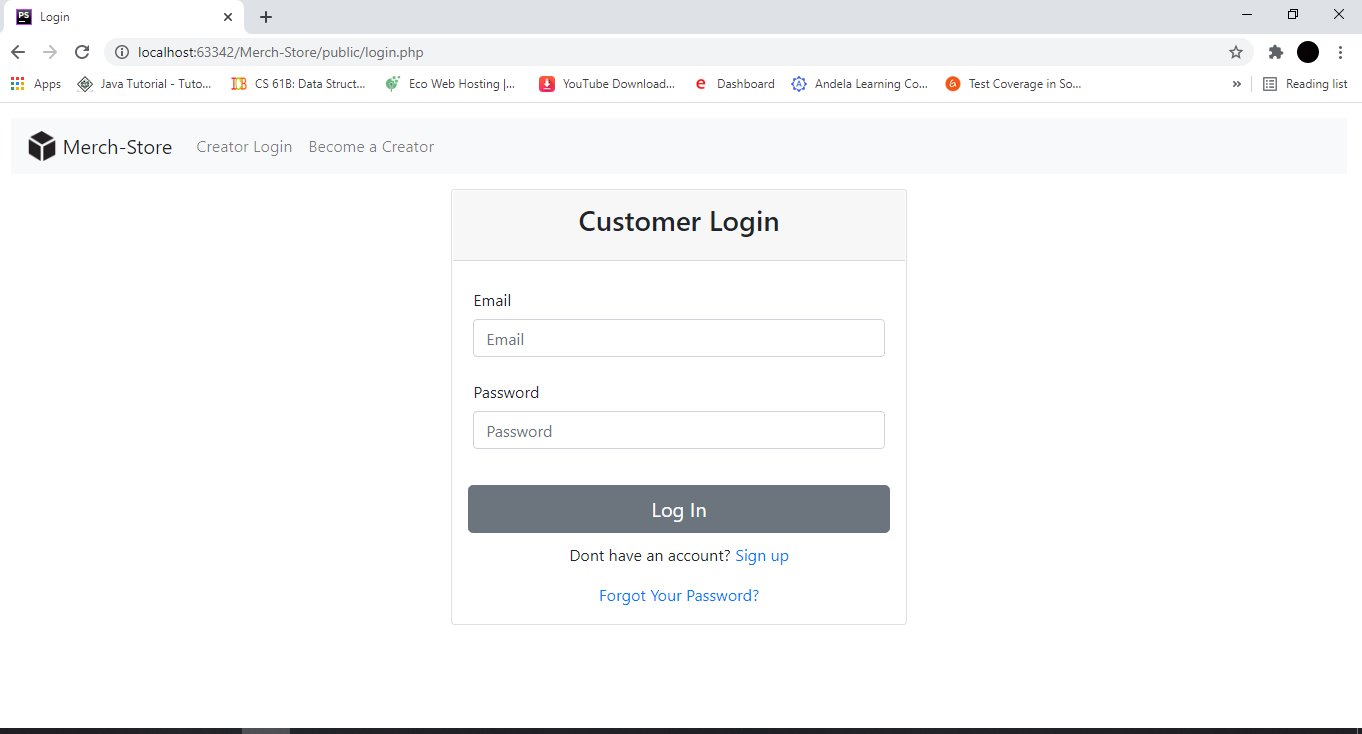 PS Login
localhost:63342/Merch-Store/public/login.php
Apps Java Tutorial - Tuto... CS 61B: Data Struct... Eco Web Hosting |... YouTube Download... e Dashboard A Andela Learning Co... Test Coverage in So... » Reading list
Merch-Store Creator Login Become a Creator
Customer Login
Email
Email
Password
Password
Log In
Dont have an account? Sign up
Forgot Your Password?